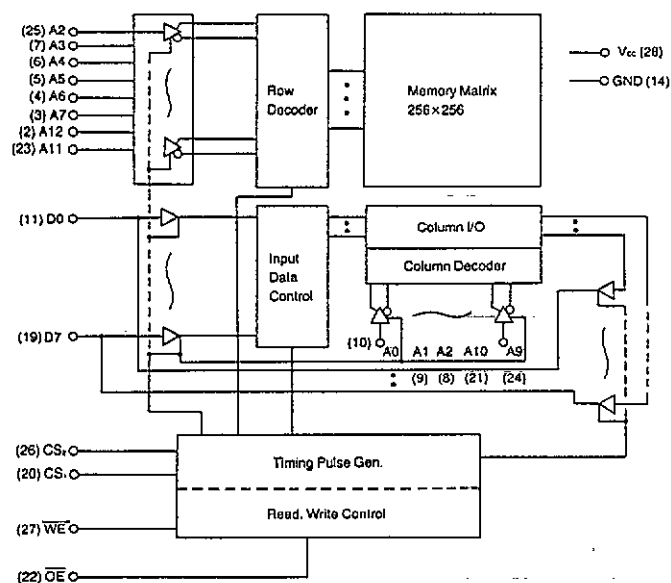 (25) A2
(7) A3
(6) A4
(5) A5
(4) A6
(3) A7
(2) A12
(23) A11
Row
Decoder
Memory Matrix
256×256
Vcc (28)
GND (14)
(11) D0
(19) D7
Input
Data
Control
Column I/O
Column Decoder
(10) A0 A1 A2 A10 A9
(9) (8) (21) (24)
(26) CS₂
(20) CS₁
(27) WE
(22) OE
Timing Pulse Gen.
Read. Write Control